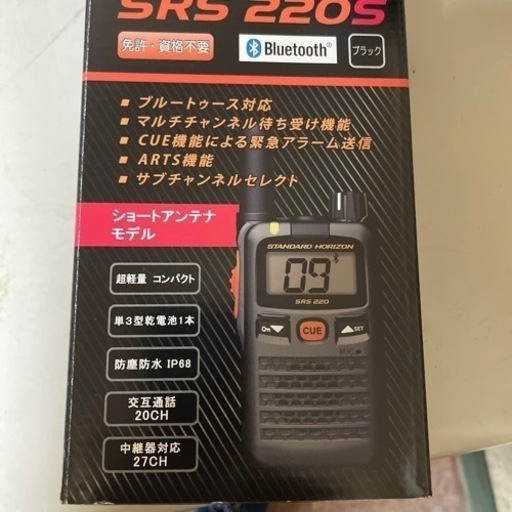 SRS 220S
免許・資格不要
Bluetooth®
ブラック
■ ブルートゥース対応
■ マルチチャンネル待ち受け機能
■ CUE機能による緊急アラーム送信
■ ARTS機能
■ サブチャンネルセレクト
ショートアンテナ
モデル
超軽量 コンパクト
単3型乾電池1本
防塵防水 IP68
交互通話
20CH
中継器対応
27CH
STANDARD HORIZON
09
SRS 220
CUE
SET
MIC